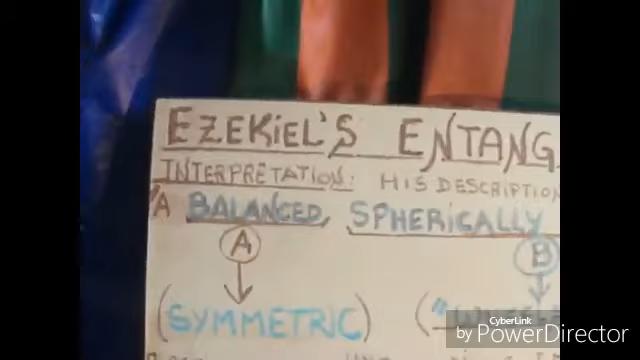 EZEKIEL'S ENTANG
INTERPRETATION: HIS DESCRIPTION
"A BALANCED, SPHERICALLY
A B
(SYMMETRIC) (
CyberLink
by PowerDirector